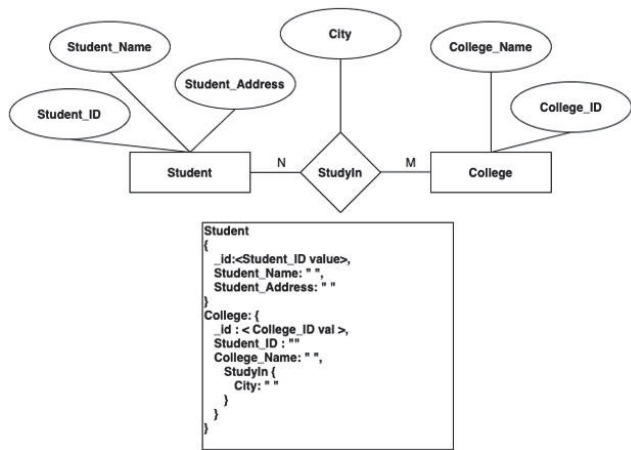 City
Student_Name
College_Name
Student_Address
College_ID
Student_ID
Student
N
StudyIn
M
College
Student
{
_id:<Student_ID value>,
Student_Name: " ",
Student_Address: " "
}
College: {
_id : < College_ID val >,
Student_ID : ""
College_Name: " ",
StudyIn {
City: " "
}
}
}